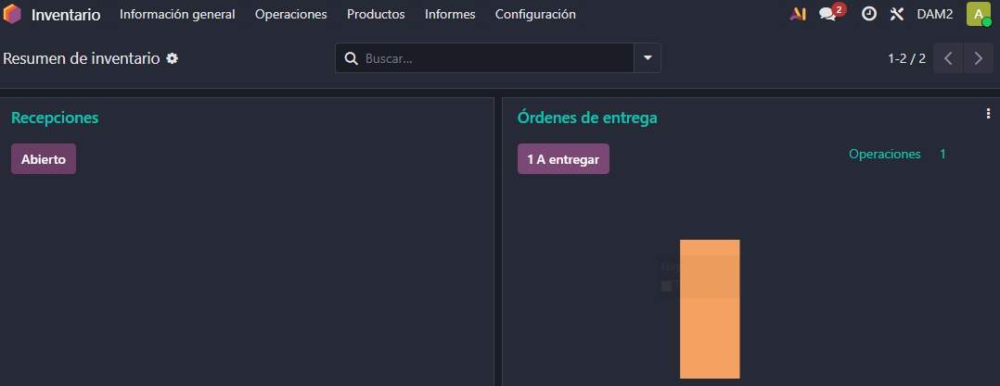 Inventario Información general Operaciones Productos Informes Configuración AI 2 DAM2 A
Resumen de inventario Buscar... 1-2 / 2
Recepciones Órdenes de entrega
Abierto 1 A entregar Operaciones 1